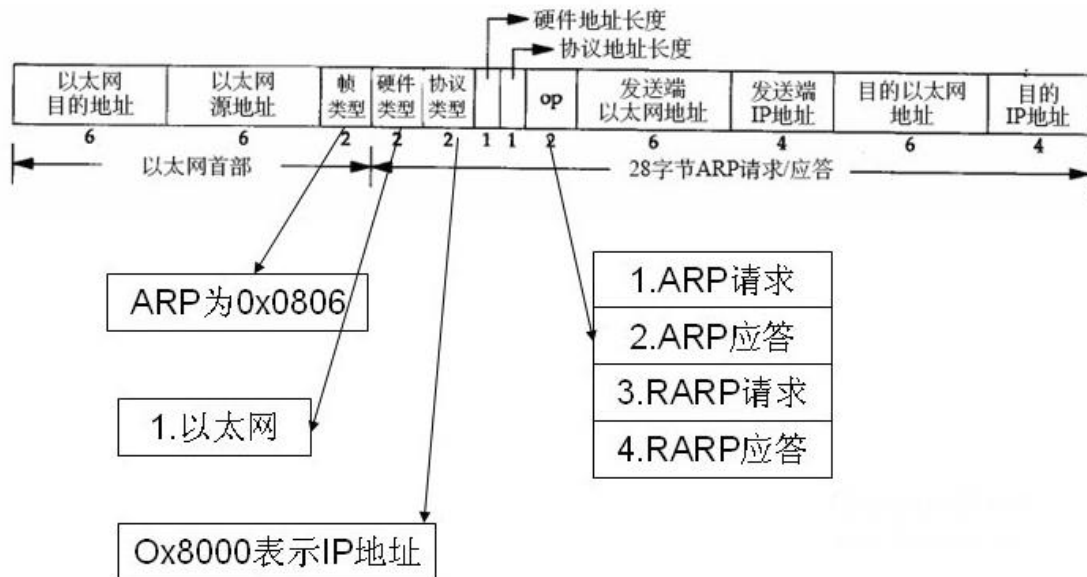 硬件地址长度
协议地址长度
以太网
目的地址
以太网
源地址
帧
类型
硬件
类型
协议
类型
op
发送端
以太网地址
发送端
IP地址
目的以太网
地址
目的
IP地址
6 6 2 2 2 1 1 2 6 4 6 4
以太网首部
28字节ARP请求/应答
ARP为0x0806
1.以太网
Ox8000表示IP地址
1.ARP请求
2.ARP应答
3.RARP请求
4.RARP应答